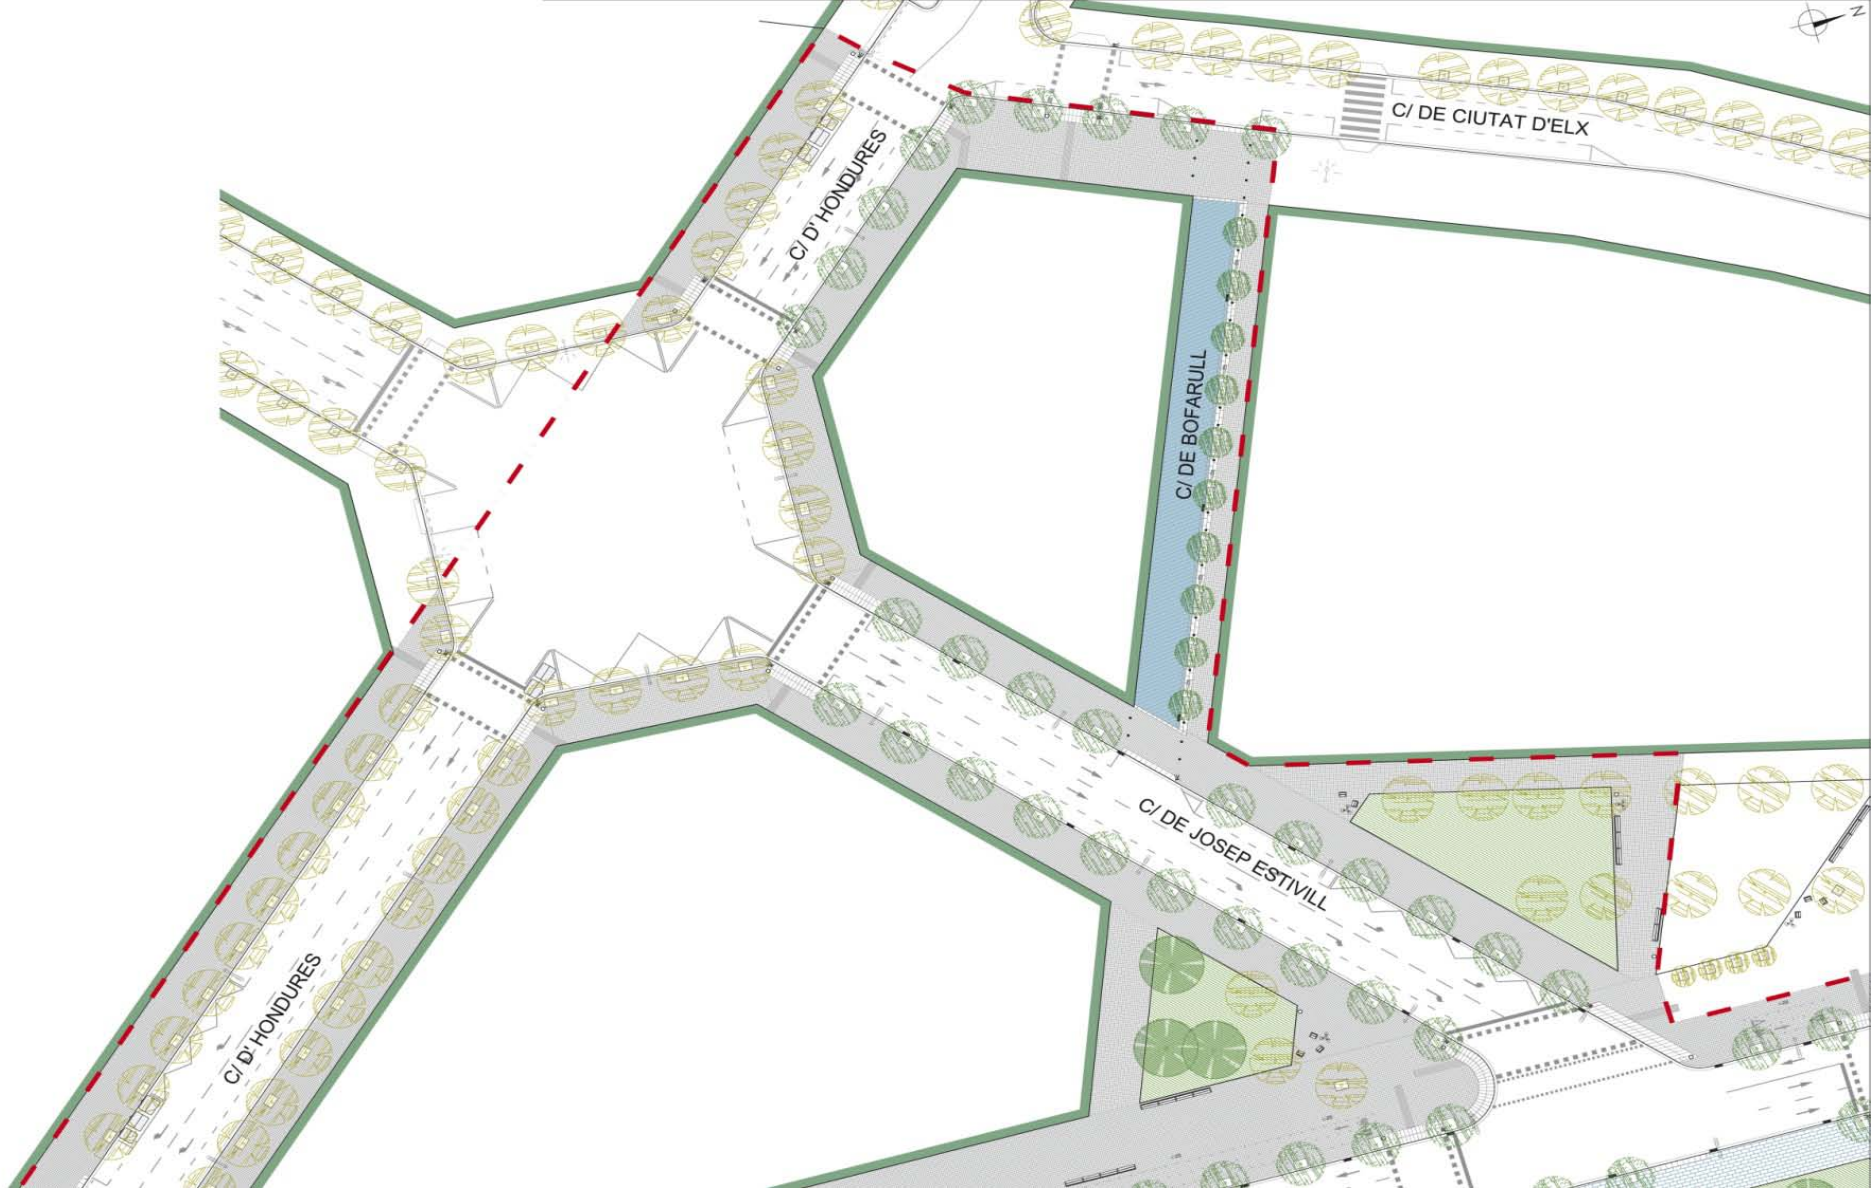 N
C/ DE CIUTAT D'ELX
C/ D' HONDURES
C/ DE BOFARULL
C/ DE JOSEP ESTIVILL
C/ D' HONDURES